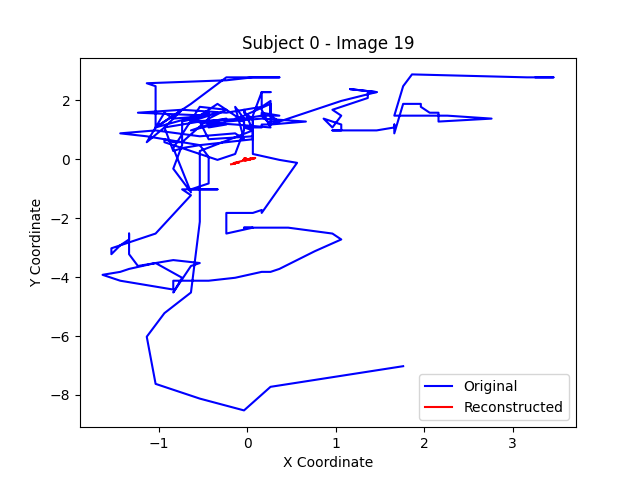 Subject 0 - Image 19
Y Coordinate
2
0
−2
−4
−6
−8
−1
0
1
2
3
X Coordinate
Original
Reconstructed